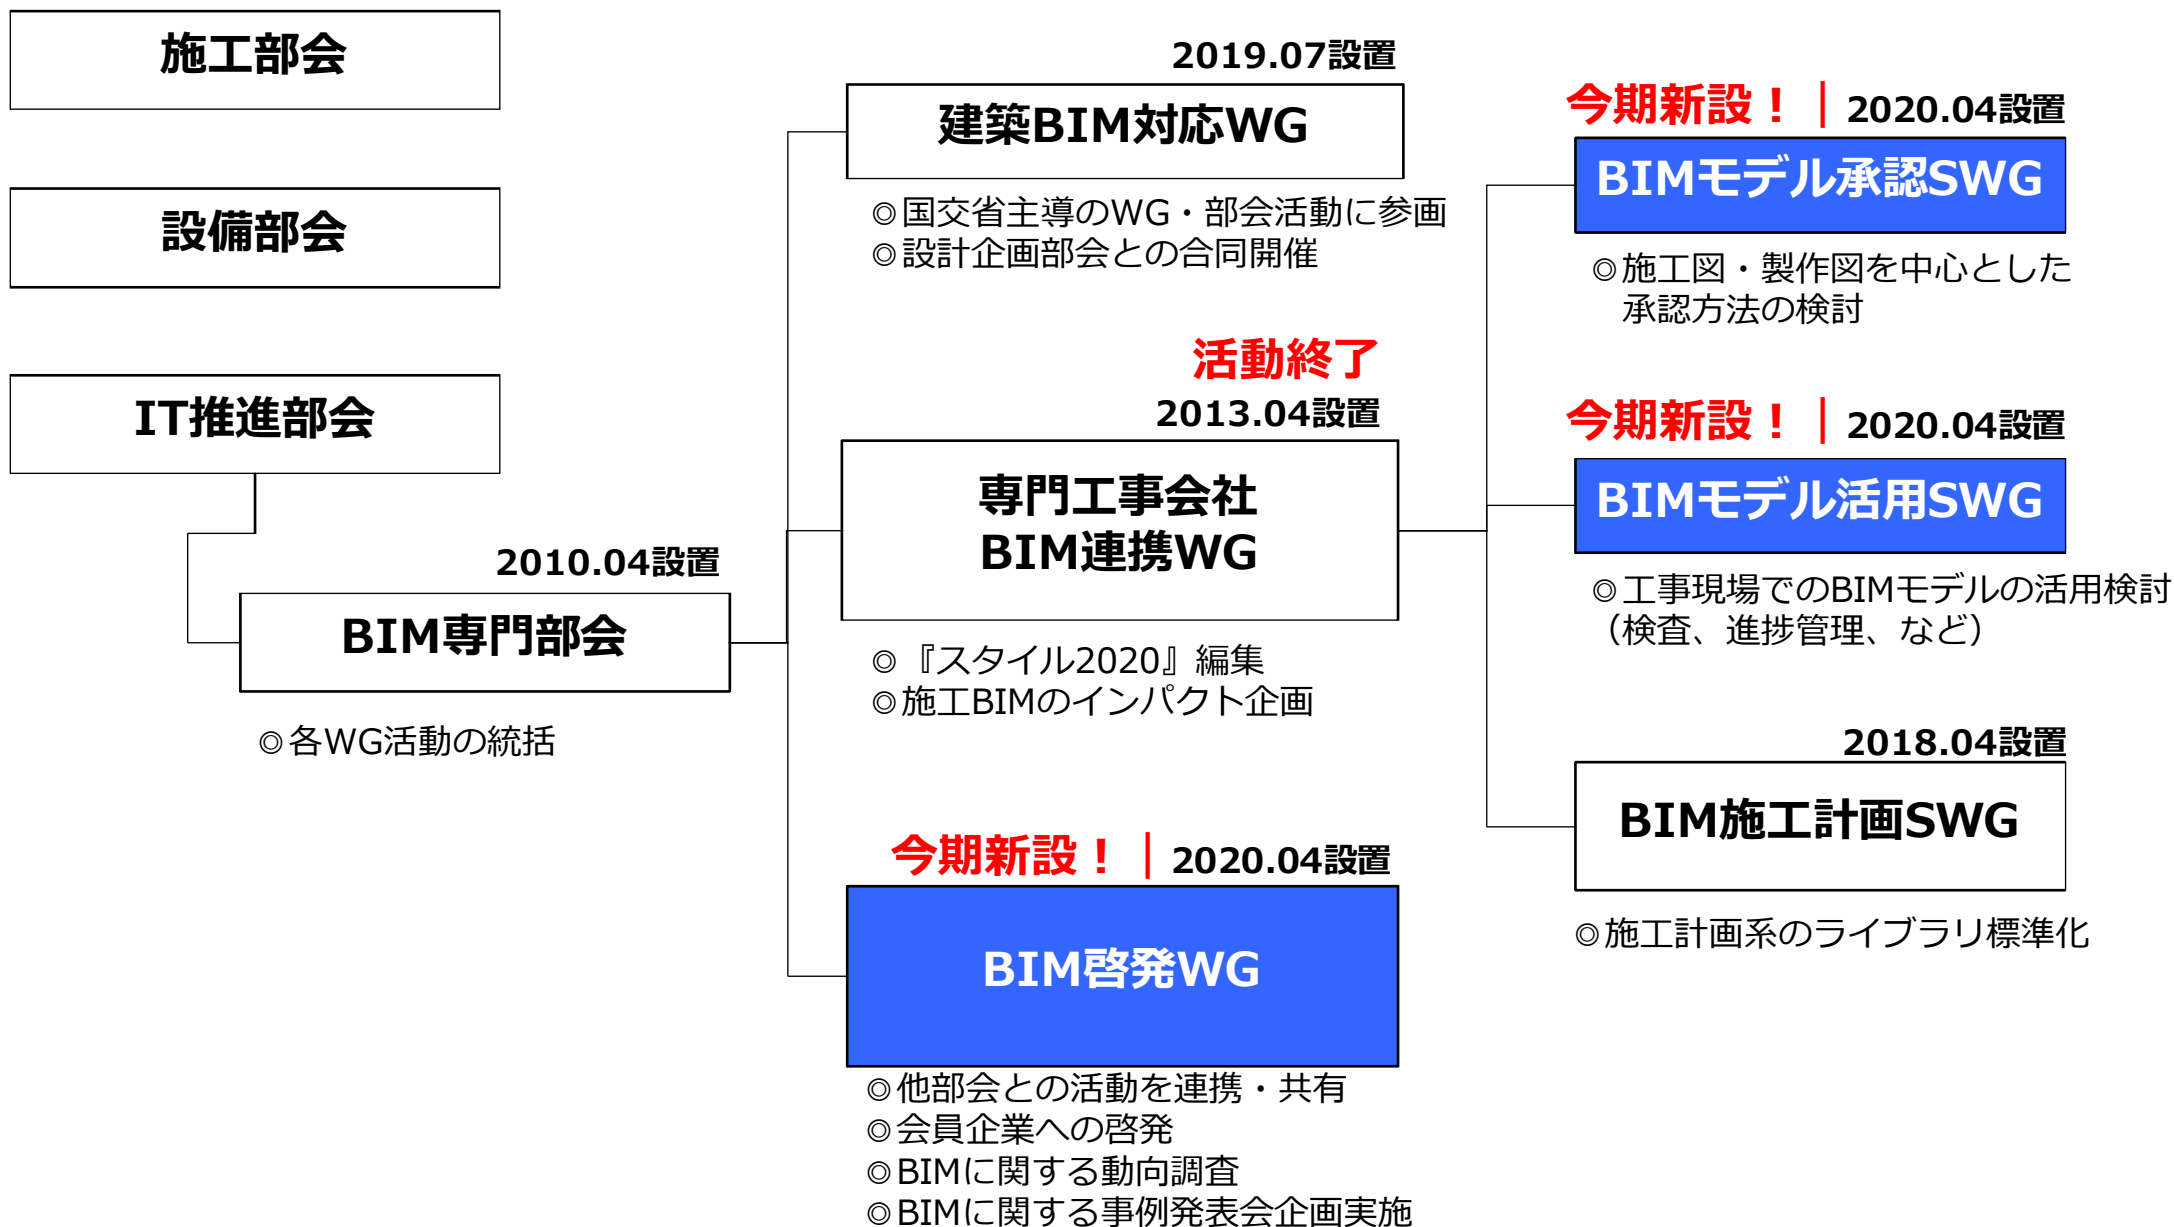 施工部会
設備部会
IT推進部会
2010.04設置
BIM専門部会
◎各WG活動の統括
2019.07設置
建築BIM対応WG
◎国交省主導のWG・部会活動に参画
◎設計企画部会との合同開催
活動終了
2013.04設置
専門工事会社
BIM連携WG
◎『スタイル2020』編集
◎施工BIMのインパクト企画
今期新設！｜2020.04設置
BIM啓発WG
◎他部会との活動を連携・共有
◎会員企業への啓発
◎BIMに関する動向調査
◎BIMに関する事例発表会企画実施
今期新設！｜2020.04設置
BIMモデル承認SWG
◎施工図・製作図を中心とした
承認方法の検討
今期新設！｜2020.04設置
BIMモデル活用SWG
◎工事現場でのBIMモデルの活用検討
（検査、進捗管理、など）
2018.04設置
BIM施工計画SWG
◎施工計画系のライブラリ標準化